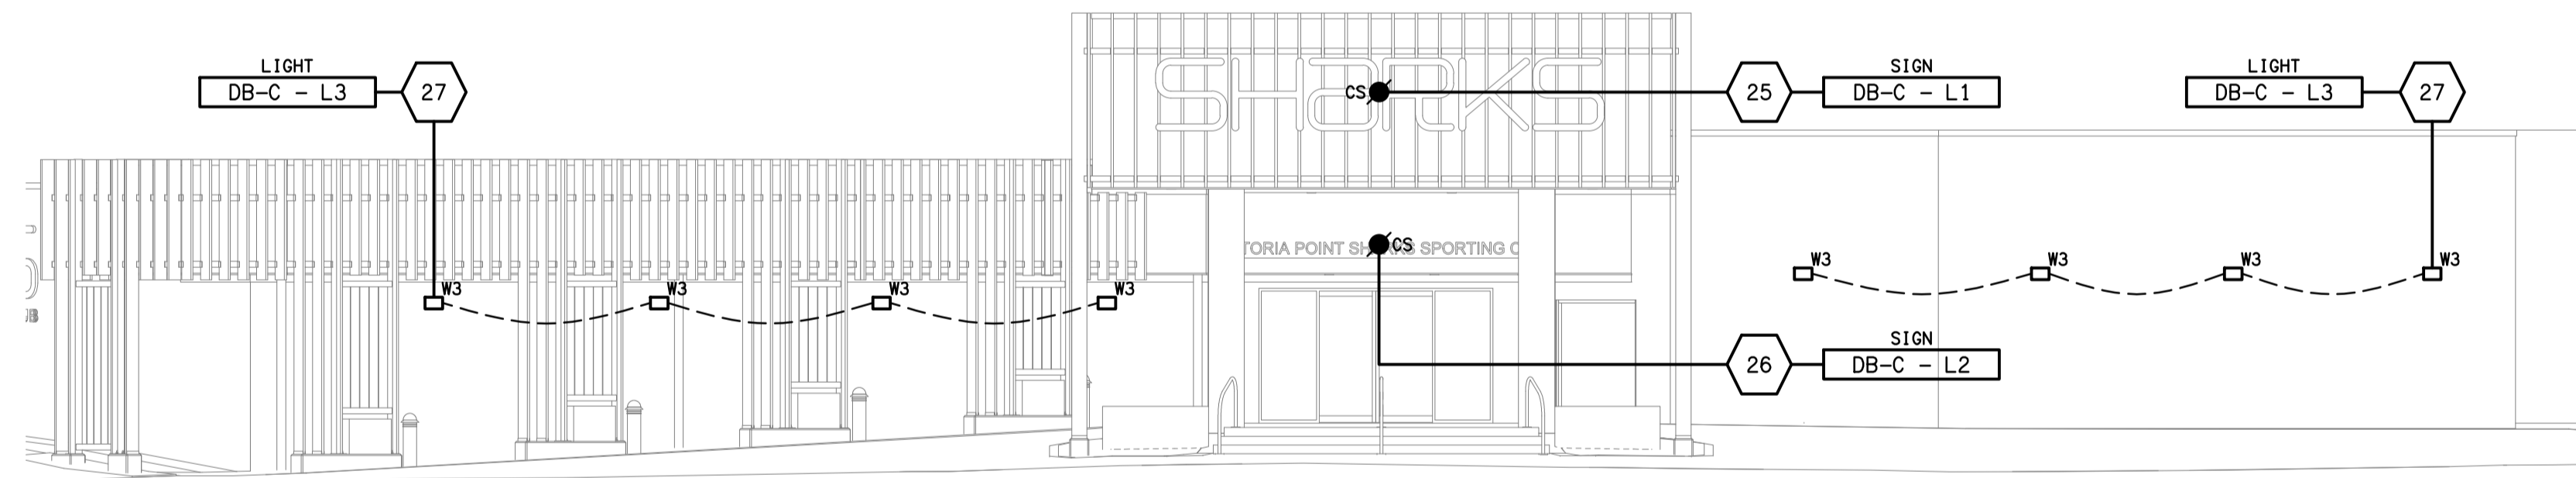 LIGHT
DB-C - L3
27
SHARKS
CS
25
SIGN
DB-C - L1
LIGHT
DB-C - L3
27
CS
TORIA POINT SHARKS SPORTING C
W3
W3
W3
W3
W3
W3
W3
W3
26
SIGN
DB-C - L2